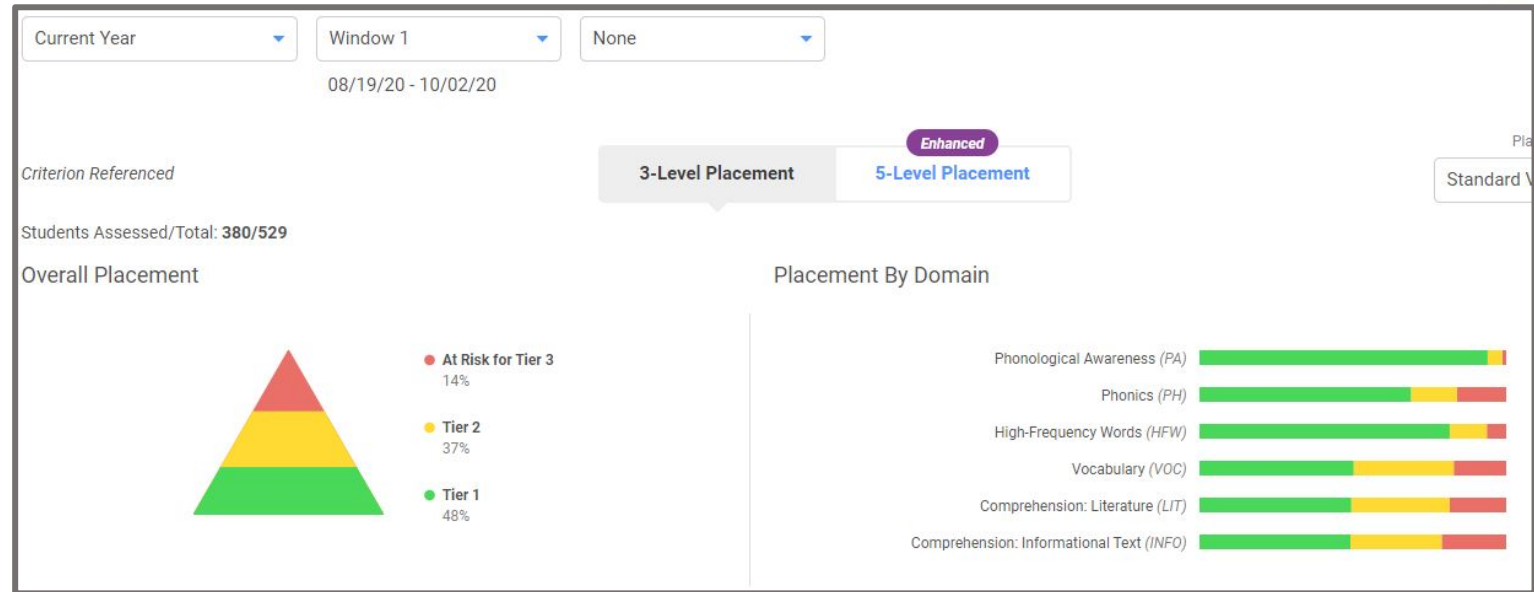 Current Year
Window 1
None
08/19/20 - 10/02/20
Enhanced
Criterion Referenced
3-Level Placement
5-Level Placement
Students Assessed/Total: 380/529
Standard
Overall Placement
Placement By Domain
At Risk for Tier 3
14%
Tier 2
37%
Tier 1
48%
Phonological Awareness (PA)
Phonics (PH)
High-Frequency Words (HFW)
Vocabulary (VOC)
Comprehension: Literature (LIT)
Comprehension: Informational Text (INFO)